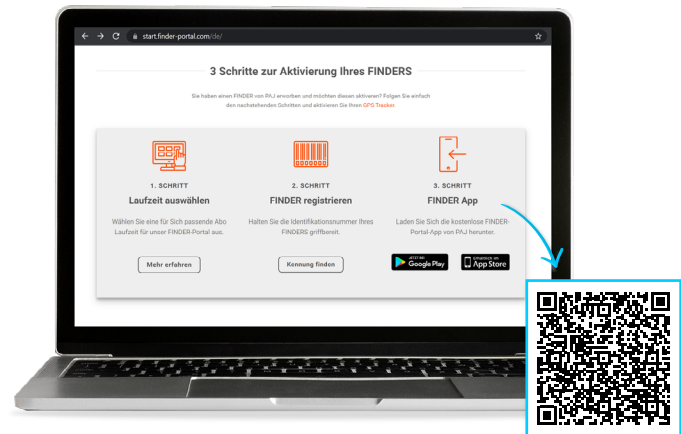 start.finder-portal.com/de/
3 Schritte zur Aktivierung Ihres FINDERS
Sie haben einen FINDER von PAJ erworben und möchten diesen aktivieren? Folgen Sie einfach
den nachstehenden Schritten und aktivieren Sie Ihren GPS Tracker.
1. SCHRITT
Laufzeit auswählen
Wählen Sie eine für Sich passende Abo
Laufzeit für unser FINDER-Portal aus.
Mehr erfahren
2. SCHRITT
FINDER registrieren
Halten Sie die Identifikationsnummer Ihres
FINDERS griffbereit.
Kennung finden
3. SCHRITT
FINDER App
Laden Sie Sich die kostenlose FINDER-
Portal-App von PAJ herunter.
JETZT BEI
Google Play
Erhältlich im
App Store